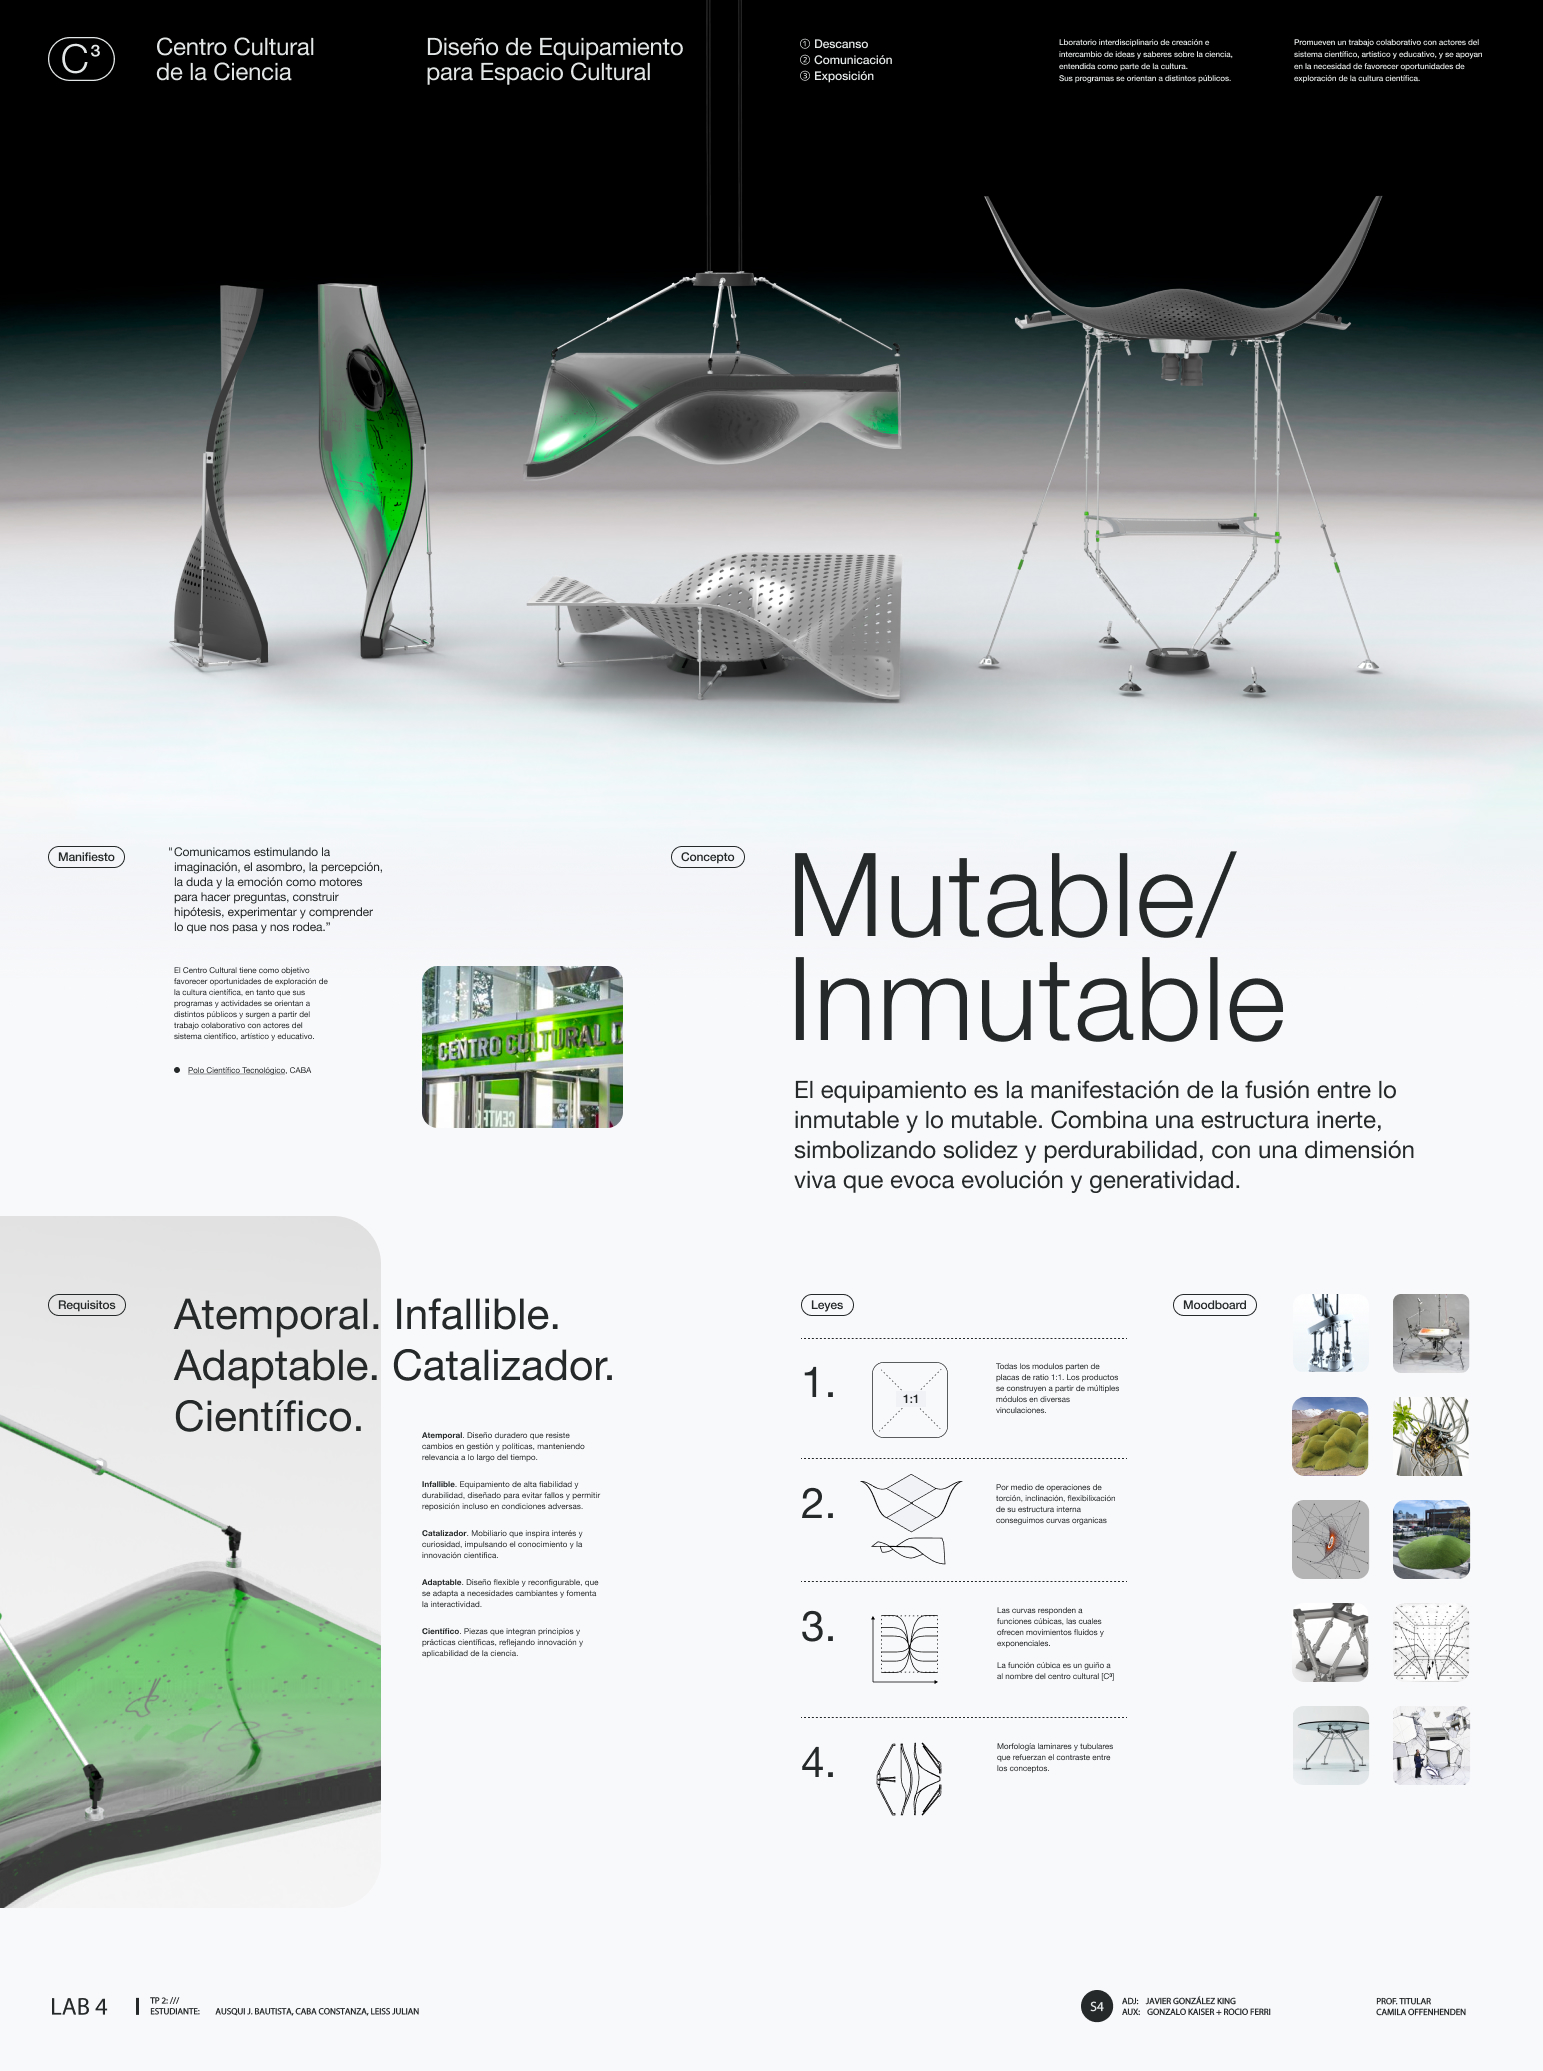 C³
Centro Cultural
de la Ciencia
Diseño de Equipamiento
para Espacio Cultural
① Descanso
② Comunicación
③ Exposición
Lboratorio interdisciplinario de creación e
intercambio de ideas y saberes sobre la ciencia,
entendida como parte de la cultura.
Sus programas se orientan a distintos públicos.
Promueven un trabajo colaborativo con actores del
sistema científico, artístico y educativo, y se apoyan
en la necesidad de favorecer oportunidades de
exploración de la cultura científica.
Manifiesto
"Comunicamos estimulando la
imaginación, el asombro, la percepción,
la duda y la emoción como motores
para hacer preguntas, construir
hipótesis, experimentar y comprender
lo que nos pasa y nos rodea.”
El Centro Cultural tiene como objetivo
favorecer oportunidades de exploración de
la cultura científica, en tanto que sus
programas y actividades se orientan a
distintos públicos y surgen a partir del
trabajo colaborativo con actores del
sistema científico, artístico y educativo.
● Polo Científico Tecnológico, CABA
CENTRO CULTURAL D
CENTR
Concepto
Mutable/
Inmutable
El equipamiento es la manifestación de la fusión entre lo
inmutable y lo mutable. Combina una estructura inerte,
simbolizando solidez y perdurabilidad, con una dimensión
viva que evoca evolución y generatividad.
Requisitos
Atemporal. Infallible.
Adaptable. Catalizador.
Científico.
Atemporal. Diseño duradero que resiste
cambios en gestión y políticas, manteniendo
relevancia a lo largo del tiempo.
Infallible. Equipamiento de alta fiabilidad y
durabilidad, diseñado para evitar fallos y permitir
reposición incluso en condiciones adversas.
Catalizador. Mobiliario que inspira interés y
curiosidad, impulsando el conocimiento y la
innovación científica.
Adaptable. Diseño flexible y reconfigurable, que
se adapta a necesidades cambiantes y fomenta
la interactividad.
Científico. Piezas que integran principios y
prácticas científicas, reflejando innovación y
aplicabilidad de la ciencia.
Leyes
1.
1:1
Todas los modulos parten de
placas de ratio 1:1. Los productos
se construyen a partir de múltiples
módulos en diversas
vinculaciones.
2.
Por medio de operaciones de
torción, inclinación, flexibilixación
de su estructura interna
conseguimos curvas organicas
3.
Las curvas responden a
funciones cúbicas, las cuales
ofrecen movimientos fluidos y
exponenciales.
La función cúbica es un guiño a
al nombre del centro cultural [C³]
4.
Morfología laminares y tubulares
que refuerzan el contraste entre
los conceptos.
Moodboard
LAB 4
TP 2: ///
ESTUDIANTE: AUSQUI J. BAUTISTA, CABA CONSTANZA, LEISS JULIAN
S4
ADJ: JAVIER GONZÁLEZ KING
AUX: GONZALO KAISER + ROCIO FERRI
PROF. TITULAR
CAMILA OFFENHENDEN